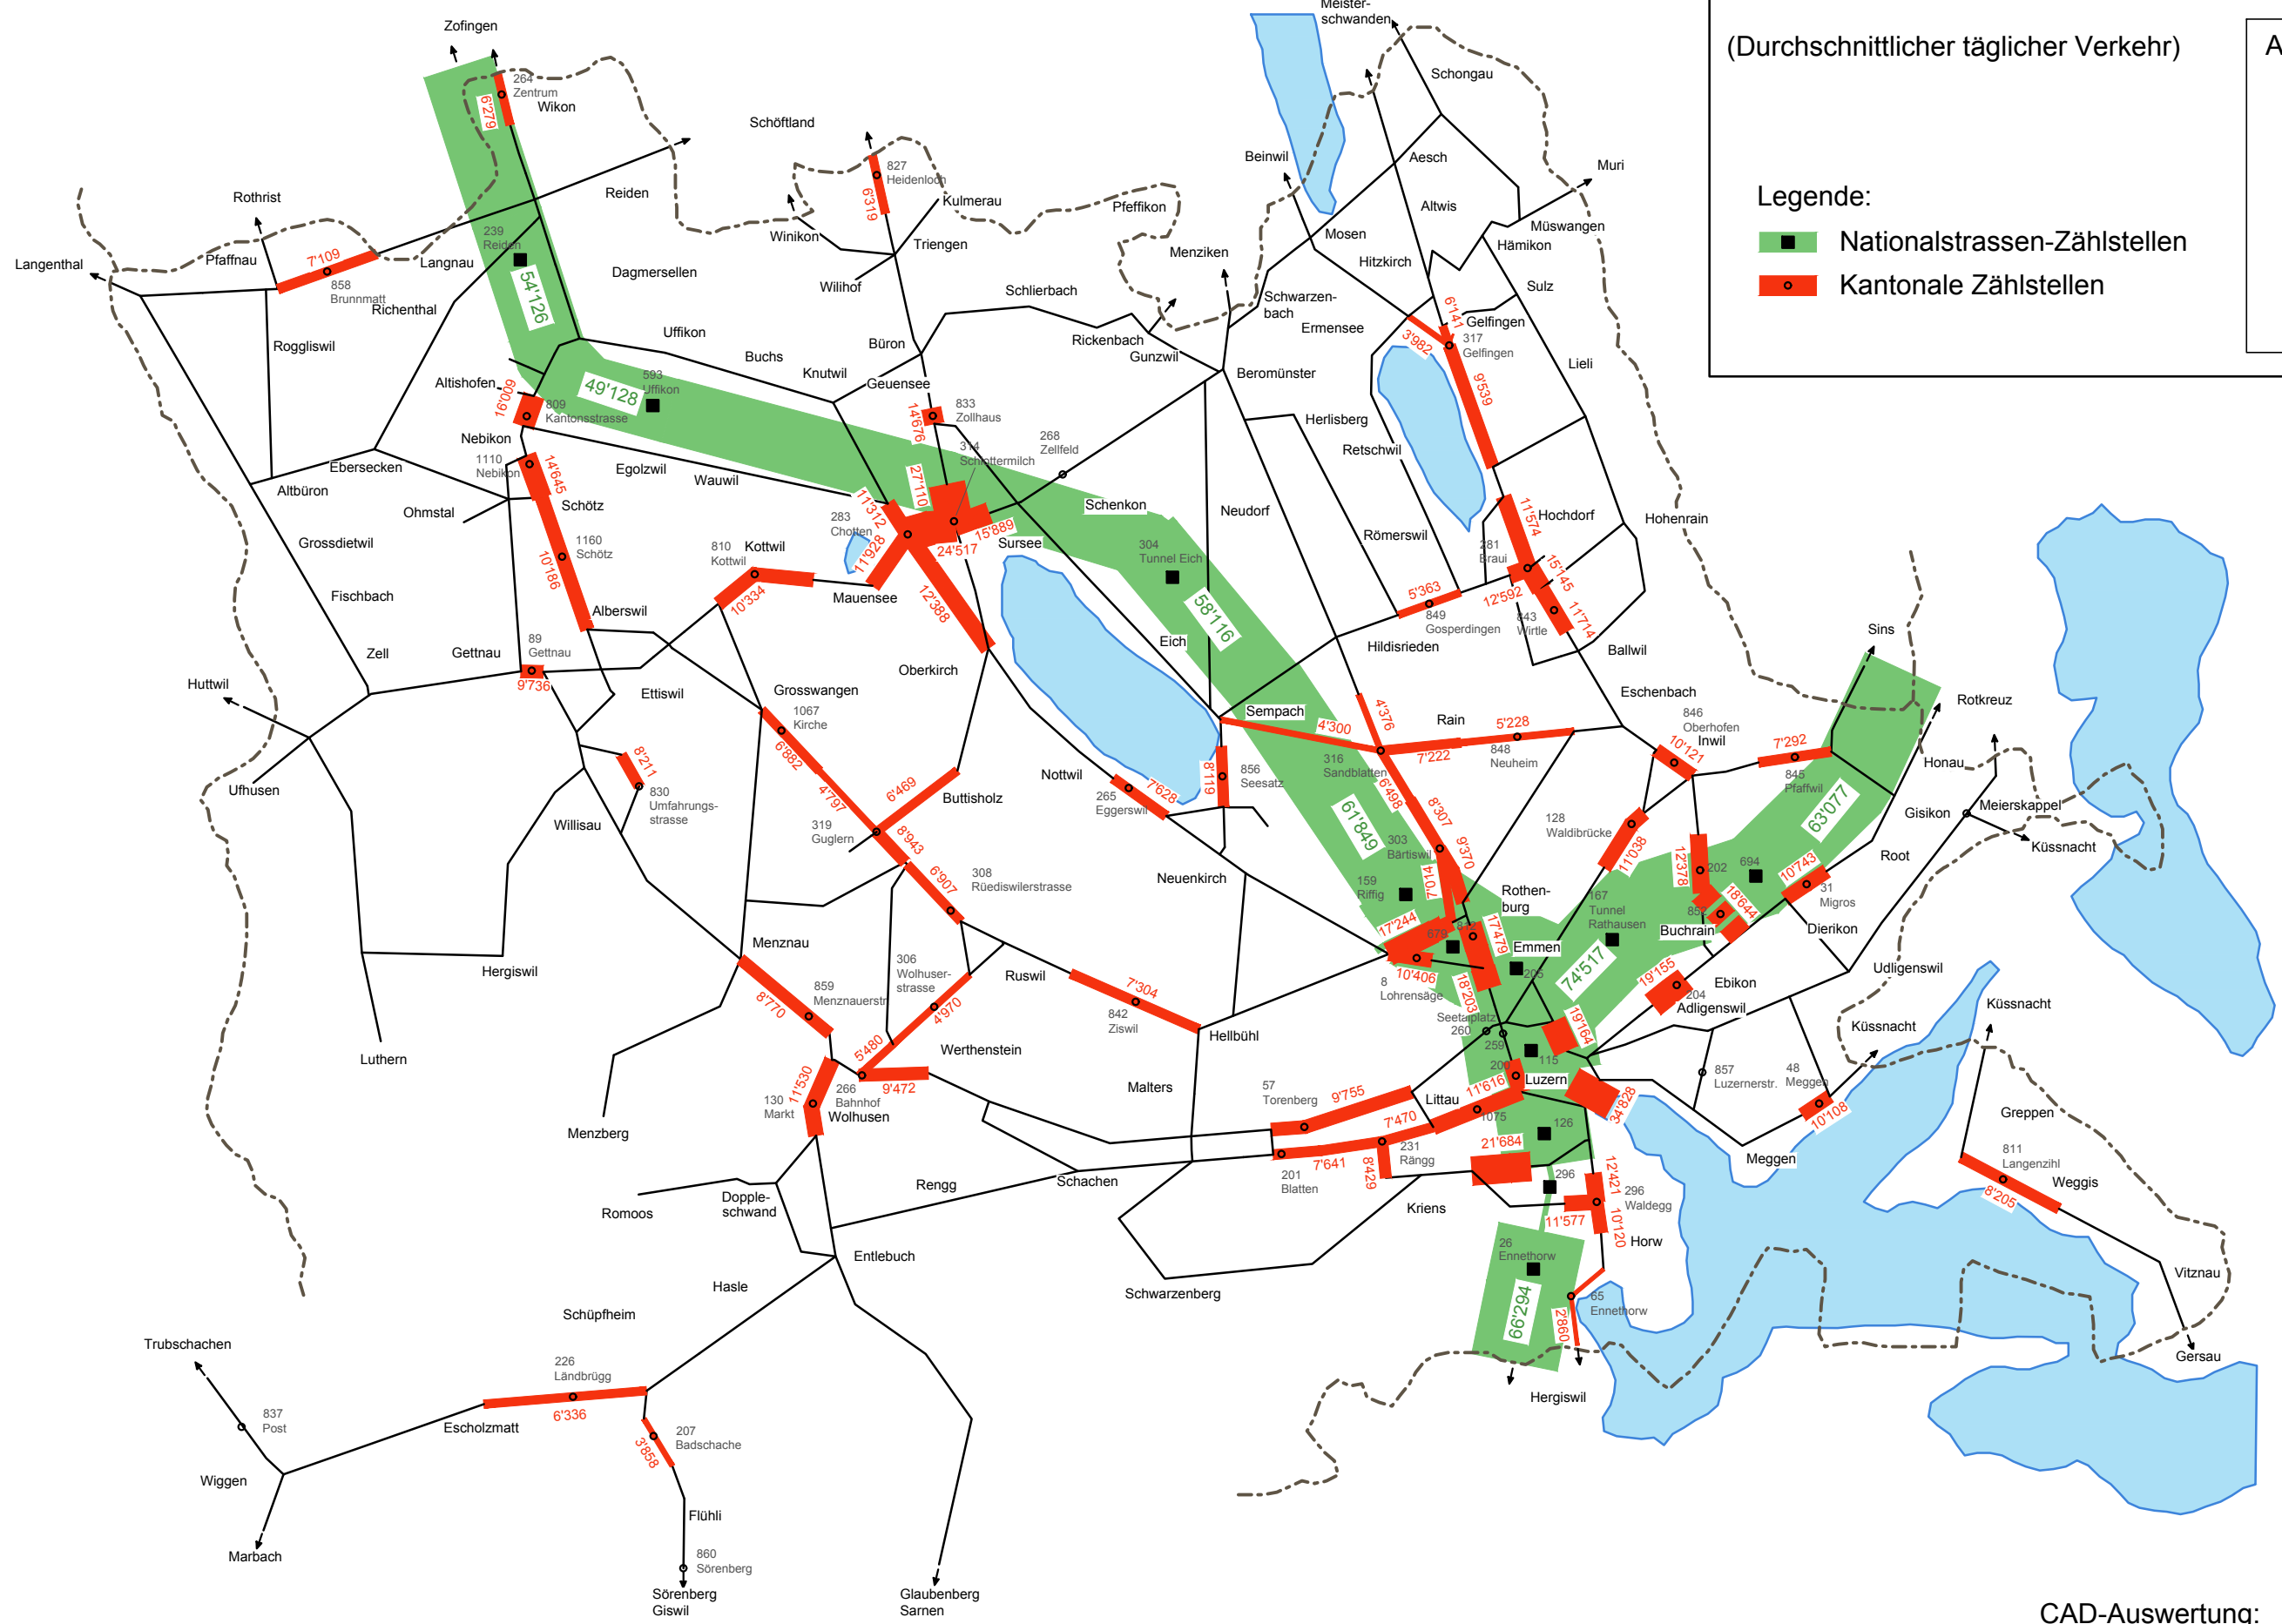 Meister-
schwanden
(Durchschnittlicher täglicher Verkehr)
A
Legende:
Nationalstrassen-Zählstellen
Kantonale Zählstellen
Zofingen
264
Zentrum
Wikon
6'279
Schöftland
827
Heidenloch
6'319
Kulmerau
Reiden
Winikon
Triengen
Wilihof
Pfeffikon
Menziken
Beinwil
Schongau
Aesch
Altwis
Muri
Müswangen
Hämikon
Mosen
Hitzkirch
Sulz
Rothrist
Pfaffnau
Langenthal
7'109
858
Brunnmatt
Langnau
Richenthal
239
Reiden
54'126
Dagmersellen
Schlierbach
Schwarzen-
bach
Ermensee
Rickenbach
Gunzwil
6'141
Gelfingen
3'982
317
Gelfingen
9'539
Lieli
Roggliswil
Uffikon
Buchs
Büron
Knutwil
Geuensee
Beromünster
Altishofen
16'009
809
Kantonsstrasse
49'128
593
Uffikon
14'676
833
Zollhaus
268
Zellfeld
314
Schlottermilch
Herlisberg
Retschwil
Nebikon
1110
Nebikon
14'645
Ebersecken
Altbüron
Egolzwil
Wauwil
27'110
11'312
283
Chotten
11'928
24'517
15'889
Sursee
Schenkon
Neudorf
Römerswil
11'574
Hochdorf
Hohenrain
Ohmstal
Schötz
1160
Schötz
10'186
Grossdietwil
810
Kottwil
Kottwil
10'334
Mauensee
12'388
304
Tunnel Eich
58'116
281
Braui
15'145
12'592
11'714
843
Wirtle
5'363
849
Gosperdingen
Fischbach
Alberswil
Zell
Gettnau
89
Gettnau
9'736
Eich
Oberkirch
Hildisrieden
Ballwil
Sins
Huttwil
Ettiswil
Grosswangen
1067
Kirche
6'882
Sempach
4'300
4'376
Rain
5'228
7'222
848
Neuheim
Eschenbach
846
Oberhofen
10'121
Inwil
7'292
845
Pfaffwil
Rotkreuz
Honau
Ufhusen
8'211
830
Umfahrungs-
strasse
Willisau
4'797
6'469
Buttisholz
319
Guglern
8'943
Nottwil
265
Eggerswil
7'628
8'119
856
Seesatz
316
Sandblatten
6'498
8'307
61'849
303
Bärtiswil
9'370
7'014
128
Waldibrücke
11'038
63'077
Gisikon
Meierskappel
Küssnacht
Root
6'907
308
Rüediswilerstrasse
Neuenkirch
159
Riffig
Rothen-
burg
167
Tunnel
Rathausen
12'378
202
694
10'743
31
Migros
18'644
Buchrain
Dierikon
Menznau
Hergiswil
306
Wolhuser-
strasse
Ruswil
17'244
17'479
Emmen
205
74'517
10'406
8
Lohrensäge
18'203
19'155
204
Ebikon
Adligenswil
Udligenswil
859
Menznauerstr.
8'770
4'970
7'304
842
Ziswil
Hellbühl
Seetalplatz
260
259
19'164
115
Küssnacht
Küssnacht
Luthern
5'480
Werthenstein
9'472
11'530
130
Markt
266
Bahnhof
Wolhusen
Malters
57
Torenberg
9'755
Littau
11'616
Luzern
34'828
857
Luzernerstr.
48
Meggen
10'108
Greppen
Menzberg
7'470
1075
21'684
126
7'641
201
Blatten
8'429
231
Rängg
Meggen
811
Langenzihl
Weggis
8'205
Romoos
Dopple-
schwand
Rengg
Schachen
Kriens
296
12'421
296
Waldegg
11'577
10'120
Horw
Entlebuch
Hasle
Schwarzenberg
26
Ennethorw
66'294
65
Ennethorw
2'860
Vitznau
Gersau
Schüpfheim
Trubschachen
226
Ländbrügg
6'336
Hergiswil
837
Post
Escholzmatt
207
Badschache
3'858
Wiggen
Flühli
Marbach
860
Sörenberg
Sörenberg
Giswil
Glaubenberg
Sarnen
CAD-Auswertung: